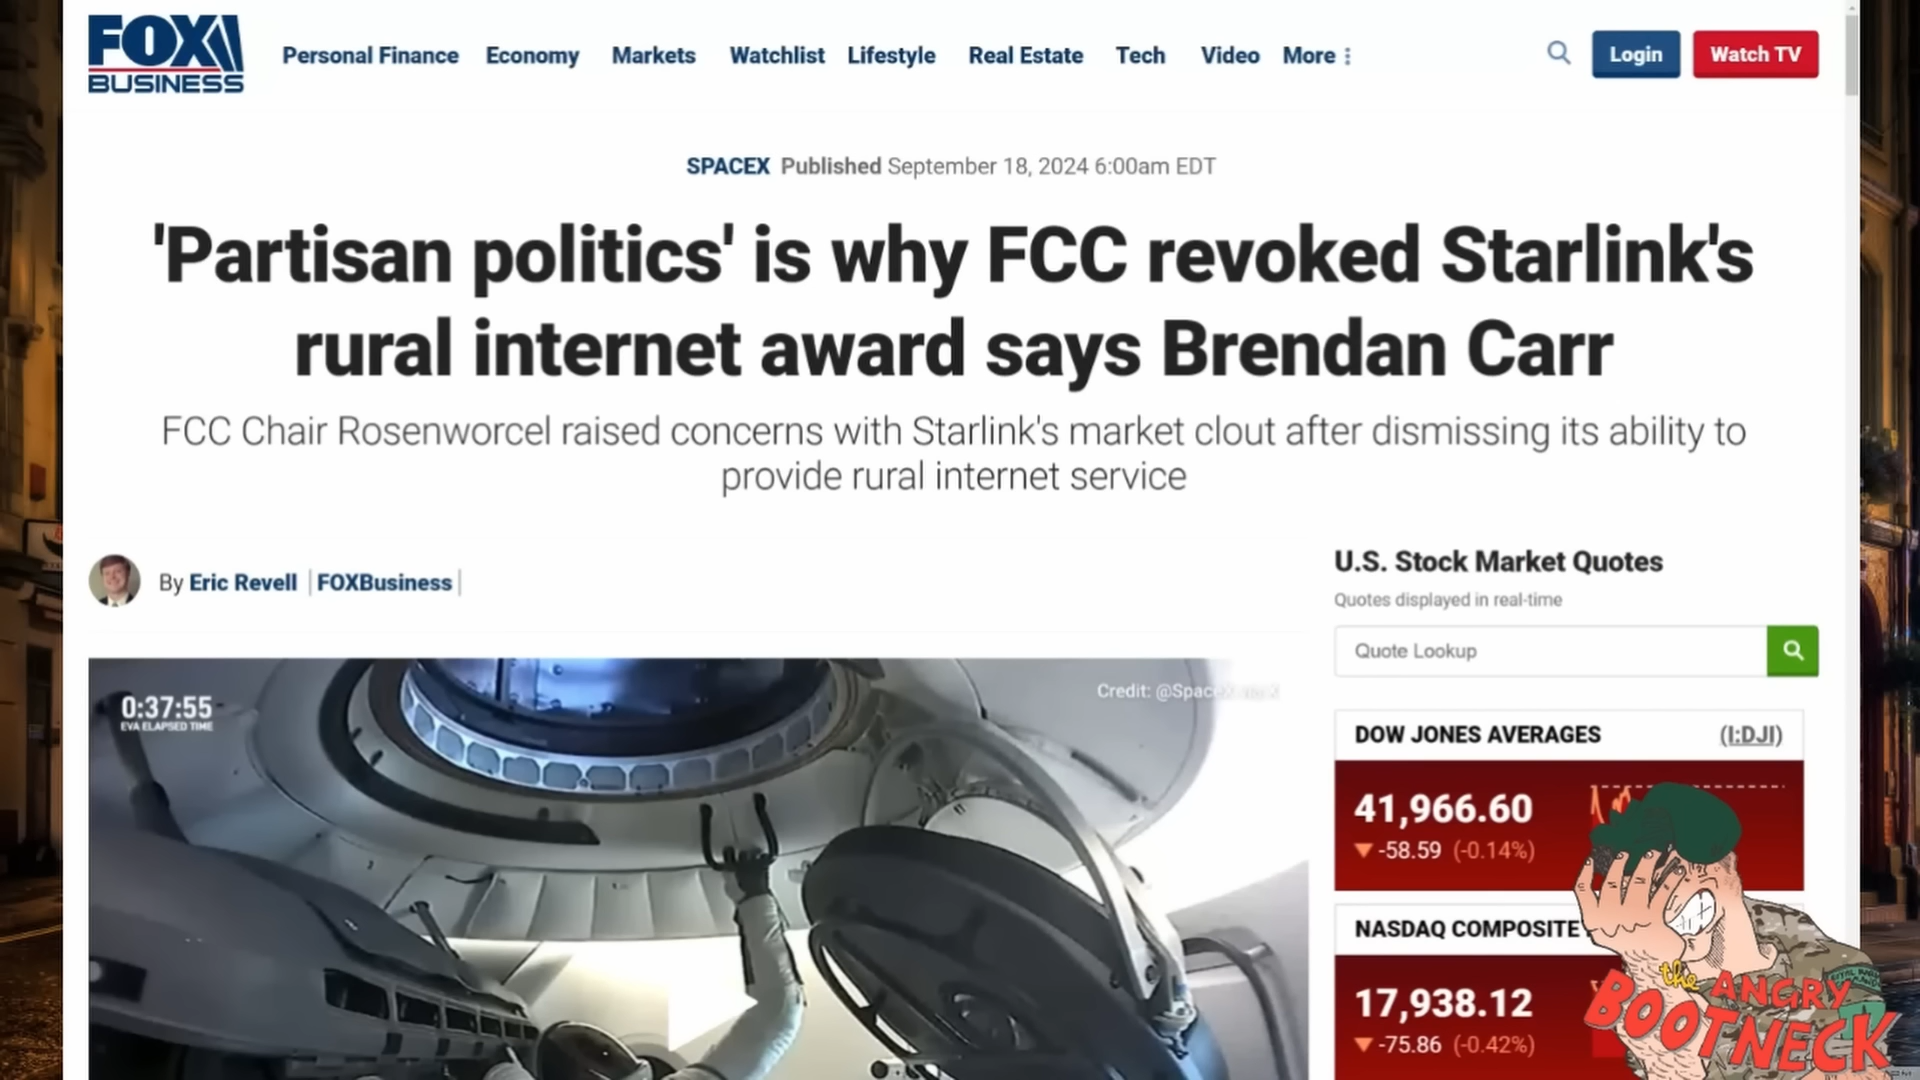 FOX
BUSINESS
Personal Finance Economy Markets Watchlist Lifestyle Real Estate Tech Video More
Login
Watch TV
SPACEX Published September 18, 2024 6:00am EDT
'Partisan politics' is why FCC revoked Starlink's
rural internet award says Brendan Carr
FCC Chair Rosenworcel raised concerns with Starlink's market clout after dismissing its ability to
provide rural internet service
By Eric Revell | FOXBusiness |
U.S. Stock Market Quotes
Quotes displayed in real-time
Quote Lookup
0:37:55
EVA ELAPSED TIME
Credit: @SpaceX
DOW JONES AVERAGES (I:DJI)
41,966.60
▼ -58.59 (-0.14%)
NASDAQ COMPOSITE
17,938.12
▼ -75.86 (-0.42%)
the ANGRY
BOOTNECK